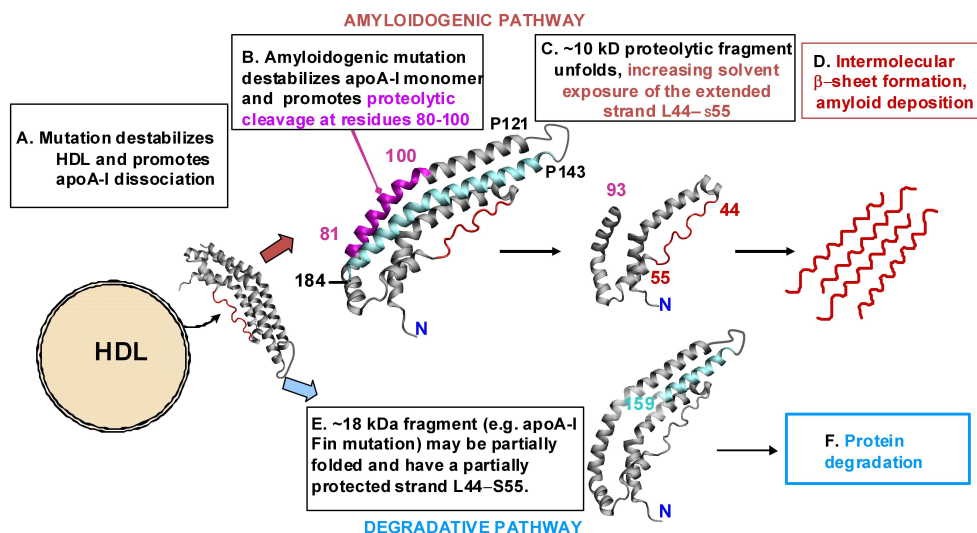 AMYLOIDOGENIC PATHWAY
A. Mutation destabilizes
HDL and promotes
apoA-I dissociation
B. Amyloidogenic mutation
destabilizes apoA-I monomer
and promotes proteolytic
cleavage at residues 80-100
C. ~10 kD proteolytic fragment
unfolds, increasing solvent
exposure of the extended
strand L44–s55
D. Intermolecular
β–sheet formation,
amyloid deposition
P121
100
P143
81
184
N
93
44
55
N
HDL
E. ~18 kDa fragment (e.g. apoA-I
Fin mutation) may be partially
folded and have a partially
protected strand L44–S55.
159
N
F. Protein
degradation
DEGRADATIVE PATHWAY